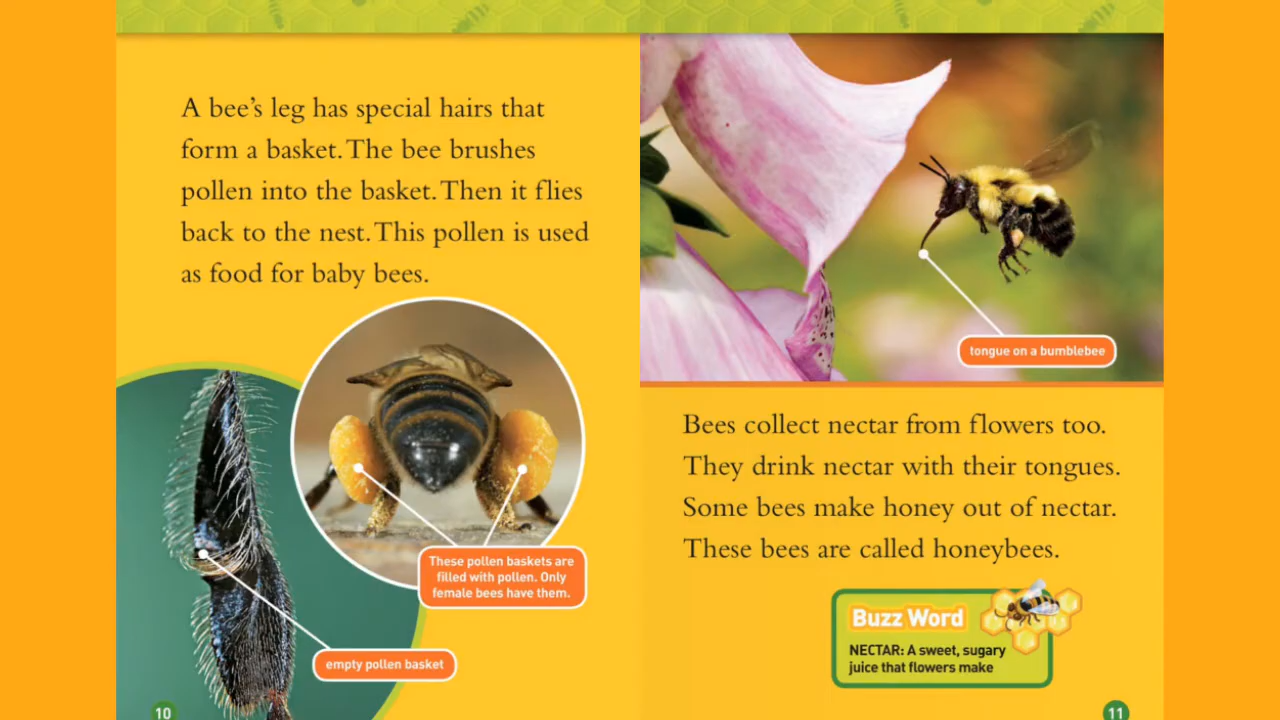 A bee's leg has special hairs that
form a basket. The bee brushes
pollen into the basket. Then it flies
back to the nest. This pollen is used
as food for baby bees.
These pollen baskets are
filled with pollen. Only
female bees have them.
empty pollen basket
10
tongue on a bumblebee
Bees collect nectar from flowers too.
They drink nectar with their tongues.
Some bees make honey out of nectar.
These bees are called honeybees.
Buzz Word
NECTAR: A sweet, sugary
juice that flowers make
11